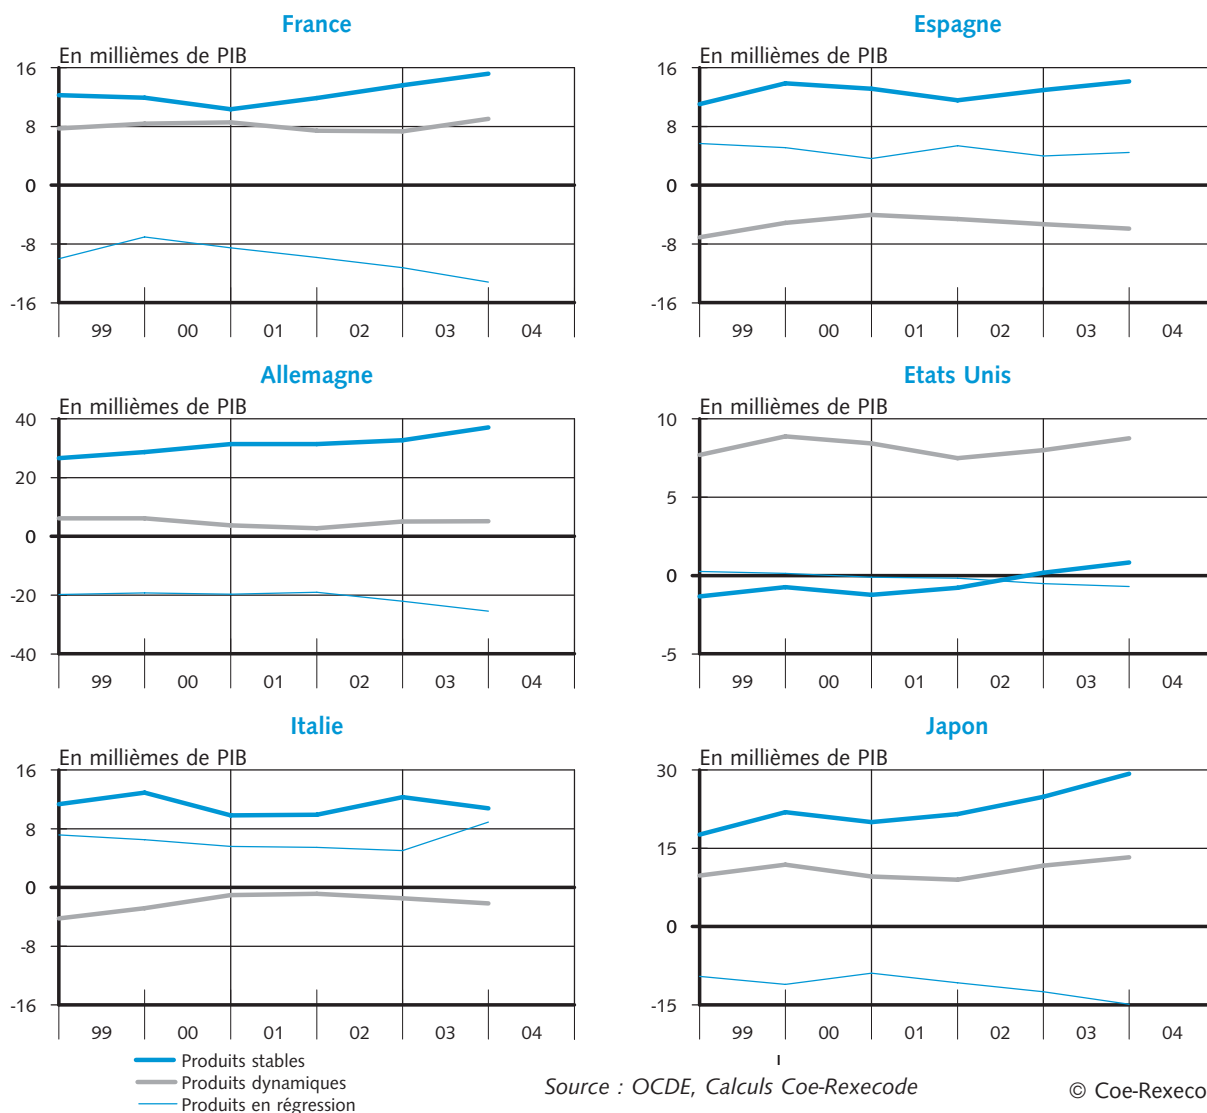 France
En millièmes de PIB
16
8
0
-8
-16
99 00 01 02 03 04
Espagne
En millièmes de PIB
16
8
0
-8
-16
99 00 01 02 03 04
Allemagne
En millièmes de PIB
40
20
0
-20
-40
99 00 01 02 03 04
Etats Unis
En millièmes de PIB
10
5
0
-5
99 00 01 02 03 04
Italie
En millièmes de PIB
16
8
0
-8
-16
99 00 01 02 03 04
Japon
En millièmes de PIB
30
15
0
-15
99 00 01 02 03 04
Produits stables
Produits dynamiques
Produits en régression
Source : OCDE, Calculs Coe-Rexecode
© Coe-Rexeco